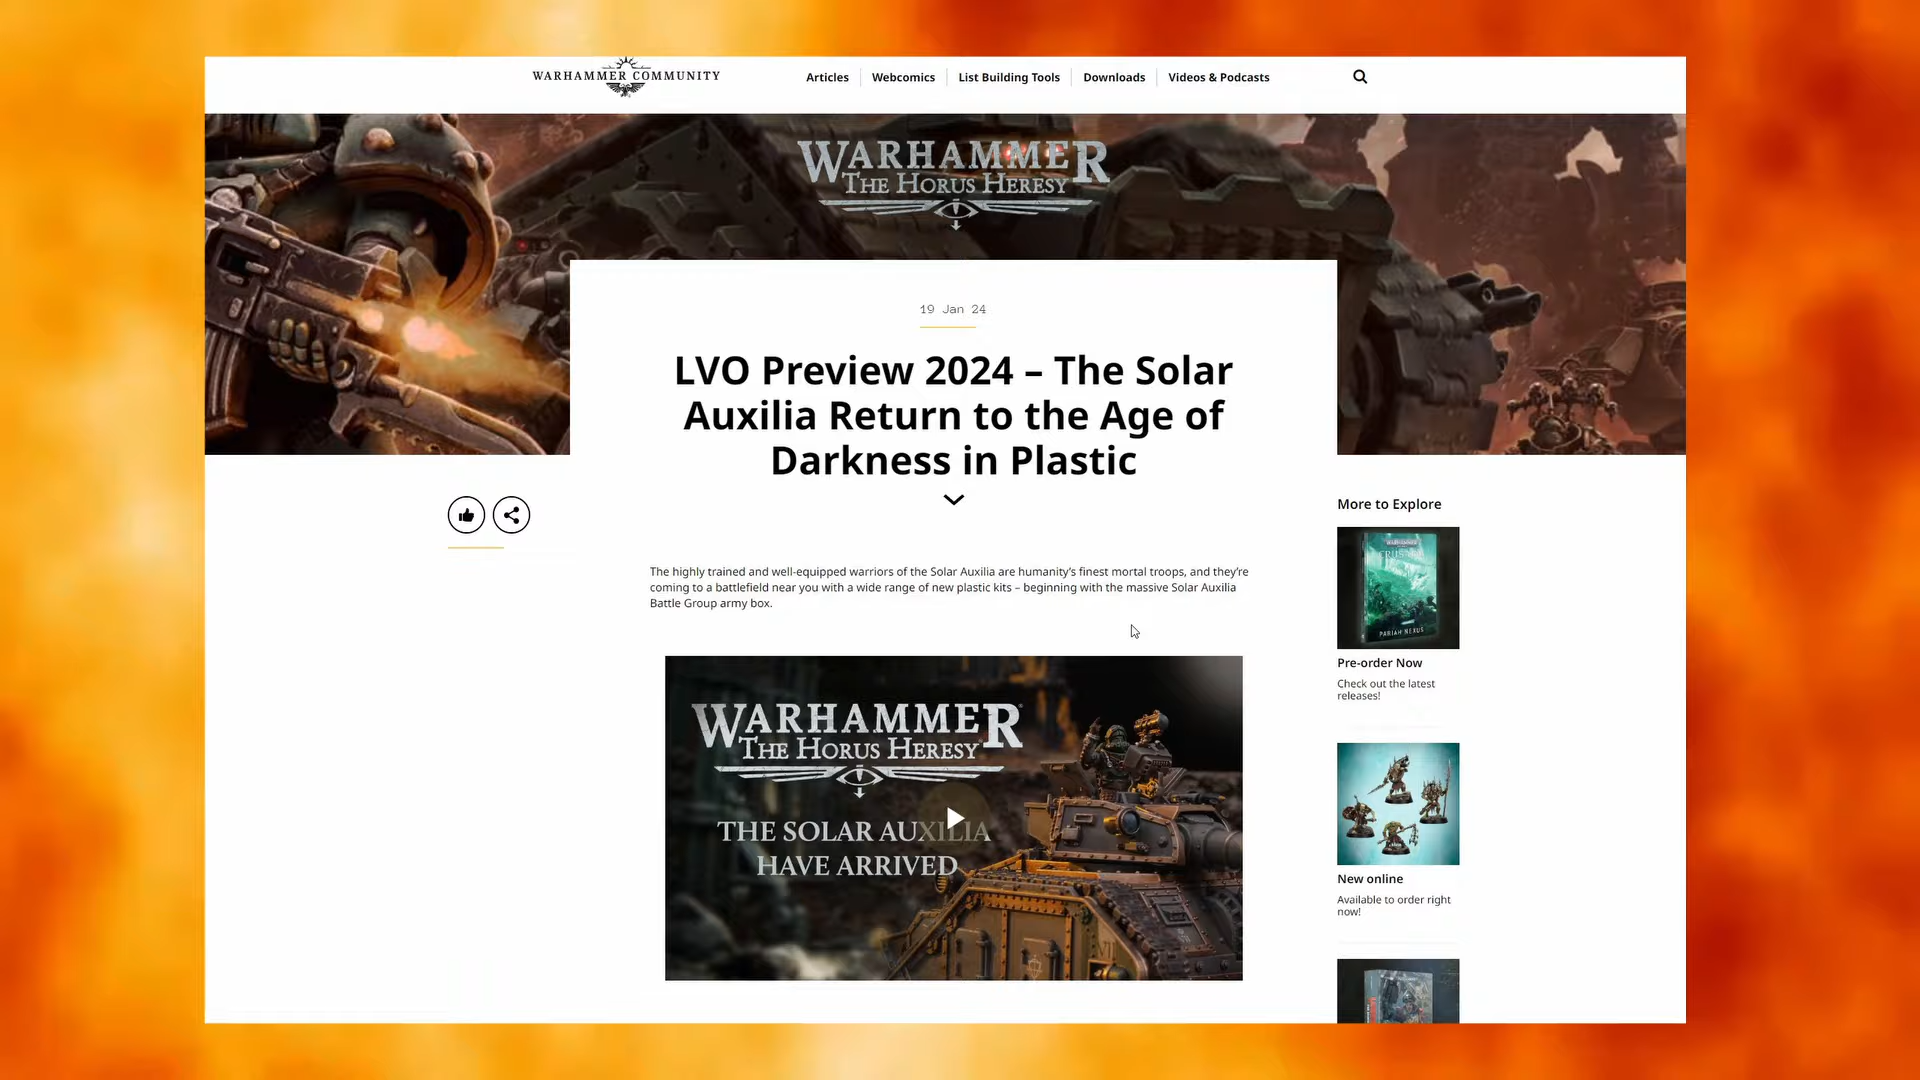 WARHAMMER COMMUNITY
Articles
Webcomics
List Building Tools
Downloads
Videos & Podcasts
WARHAMMER
THE HORUS HERESY
19 Jan 24
LVO Preview 2024 – The Solar
Auxilia Return to the Age of
Darkness in Plastic
The highly trained and well-equipped warriors of the Solar Auxilia are humanity’s finest mortal troops, and they’re
coming to a battlefield near you with a wide range of new plastic kits – beginning with the massive Solar Auxilia
Battle Group army box.
WARHAMMER
THE HORUS HERESY
THE SOLAR AUXILIA
HAVE ARRIVED
VII
More to Explore
WARHAMMER
CRUSADE
PARIAH NEXUS
Pre-order Now
Check out the latest
releases!
New online
Available to order right
now!